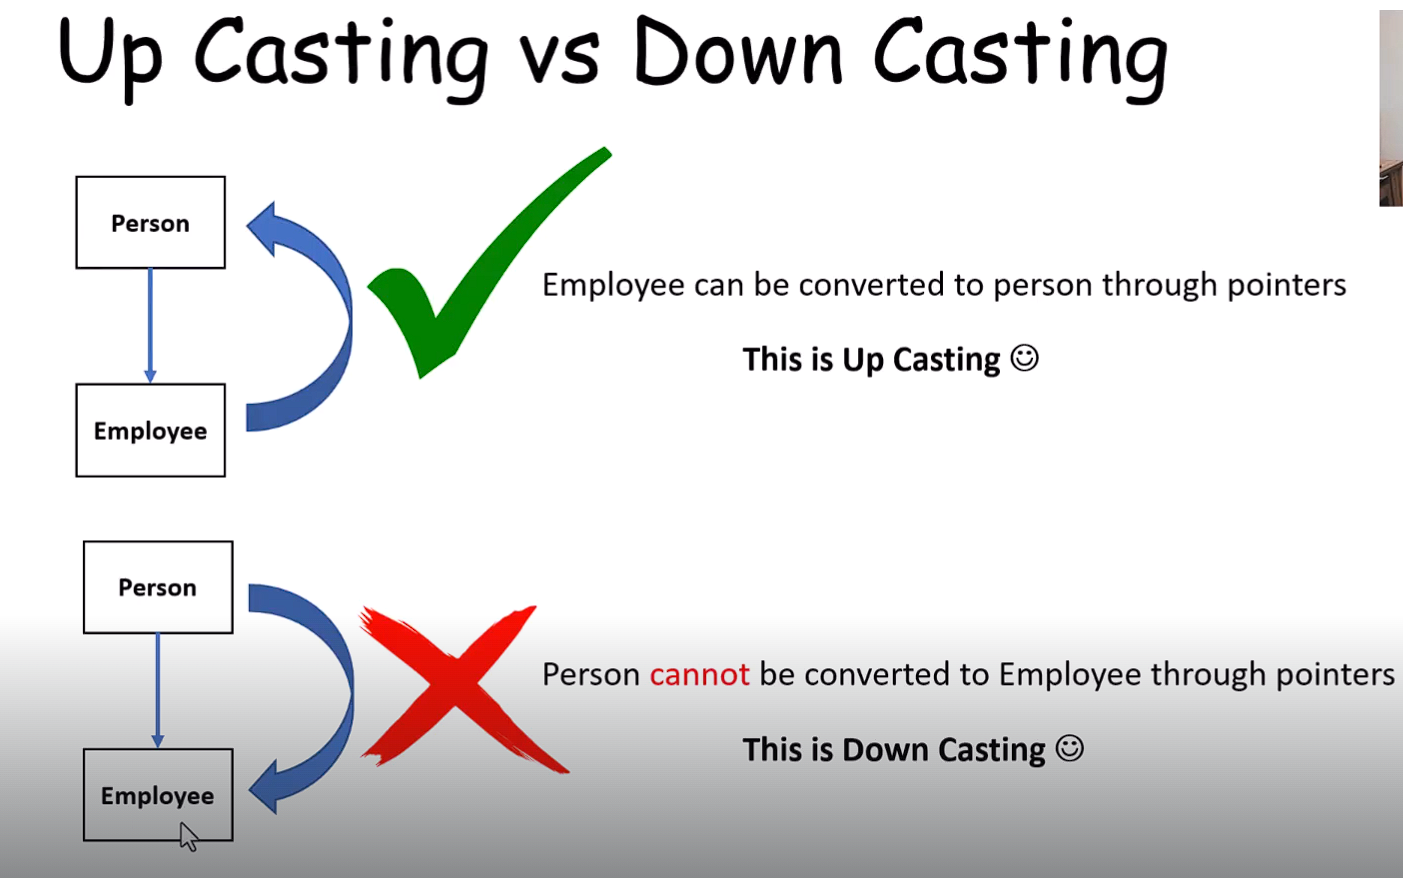 Up Casting vs Down Casting
Person
Employee can be converted to person through pointers
This is Up Casting ☺
Employee
Person
Person cannot be converted to Employee through pointers
This is Down Casting ☺
Employee